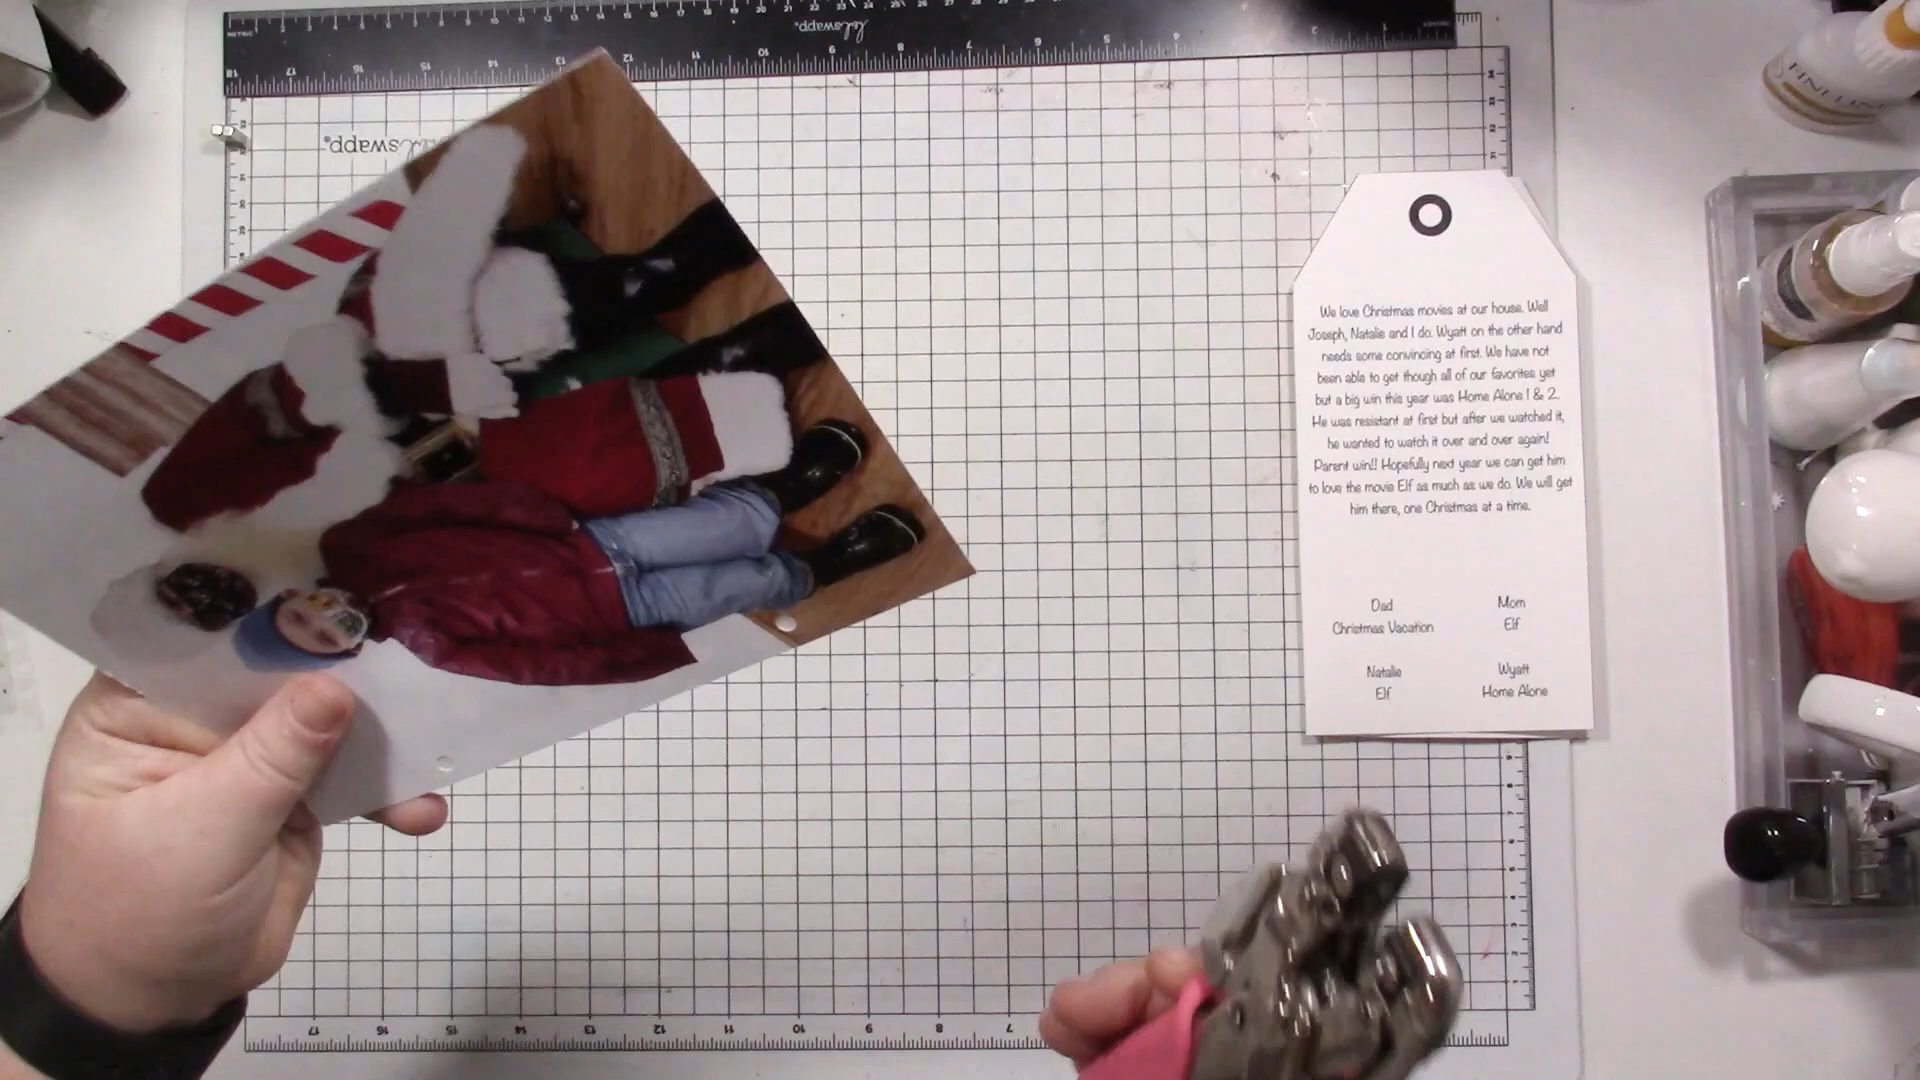 Heidi swapp®
Heidi swapp®
FINELINE
We love Christmas movies at our house. Well
Joseph, Natalie and I do. Wyatt on the other hand
needs some convincing at first. We have not
been able to get though all of our favorites yet
but a big win this year was Home Alone 1 & 2.
He was resistant at first but after we watched it,
he wanted to watch it over and over again!
Parent win!! Hopefully next year we can get him
to love the movie Elf as much as we do. We will get
him there, one Christmas at a time.
Dad
Christmas Vacation
Mom
Elf
Natalie
Elf
Wyatt
Home Alone